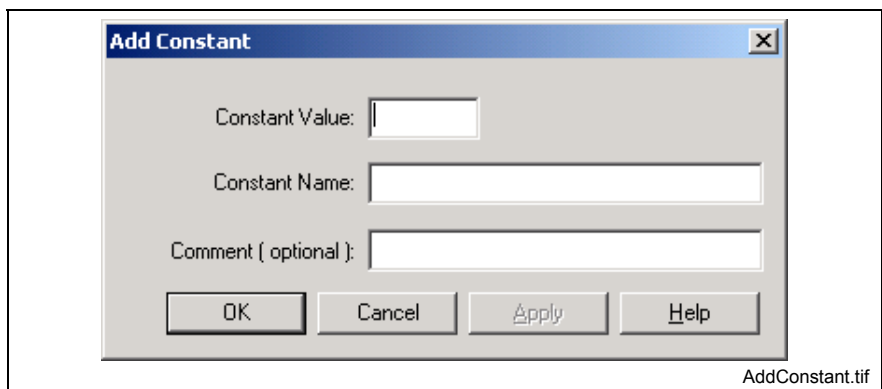 Add Constant
Constant Value:
Constant Name:
Comment ( optional ):
OK Cancel Apply Help
AddConstant.tif